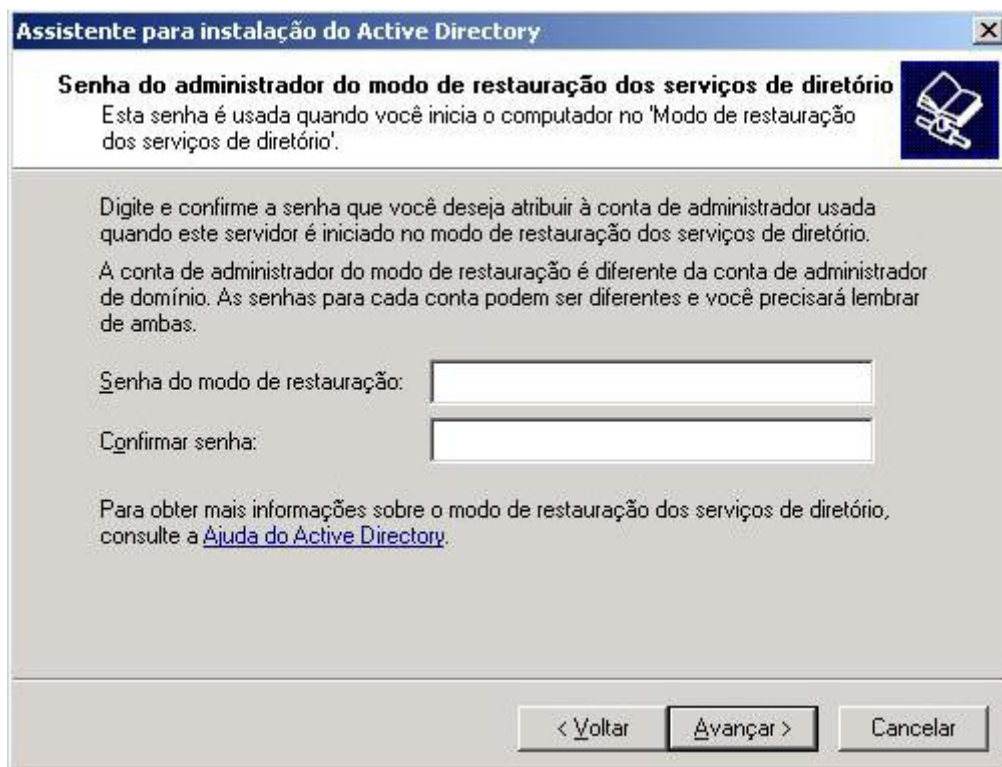 Assistente para instalação do Active Directory
Senha do administrador do modo de restauração dos serviços de diretório
Esta senha é usada quando você inicia o computador no 'Modo de restauração
dos serviços de diretório'.
Digite e confirme a senha que você deseja atribuir à conta de administrador usada
quando este servidor é iniciado no modo de restauração dos serviços de diretório.
A conta de administrador do modo de restauração é diferente da conta de administrador
de domínio. As senhas para cada conta podem ser diferentes e você precisará lembrar
de ambas.
Senha do modo de restauração:
Confirmar senha:
Para obter mais informações sobre o modo de restauração dos serviços de diretório,
consulte a Ajuda do Active Directory.
< Voltar
Avançar >
Cancelar